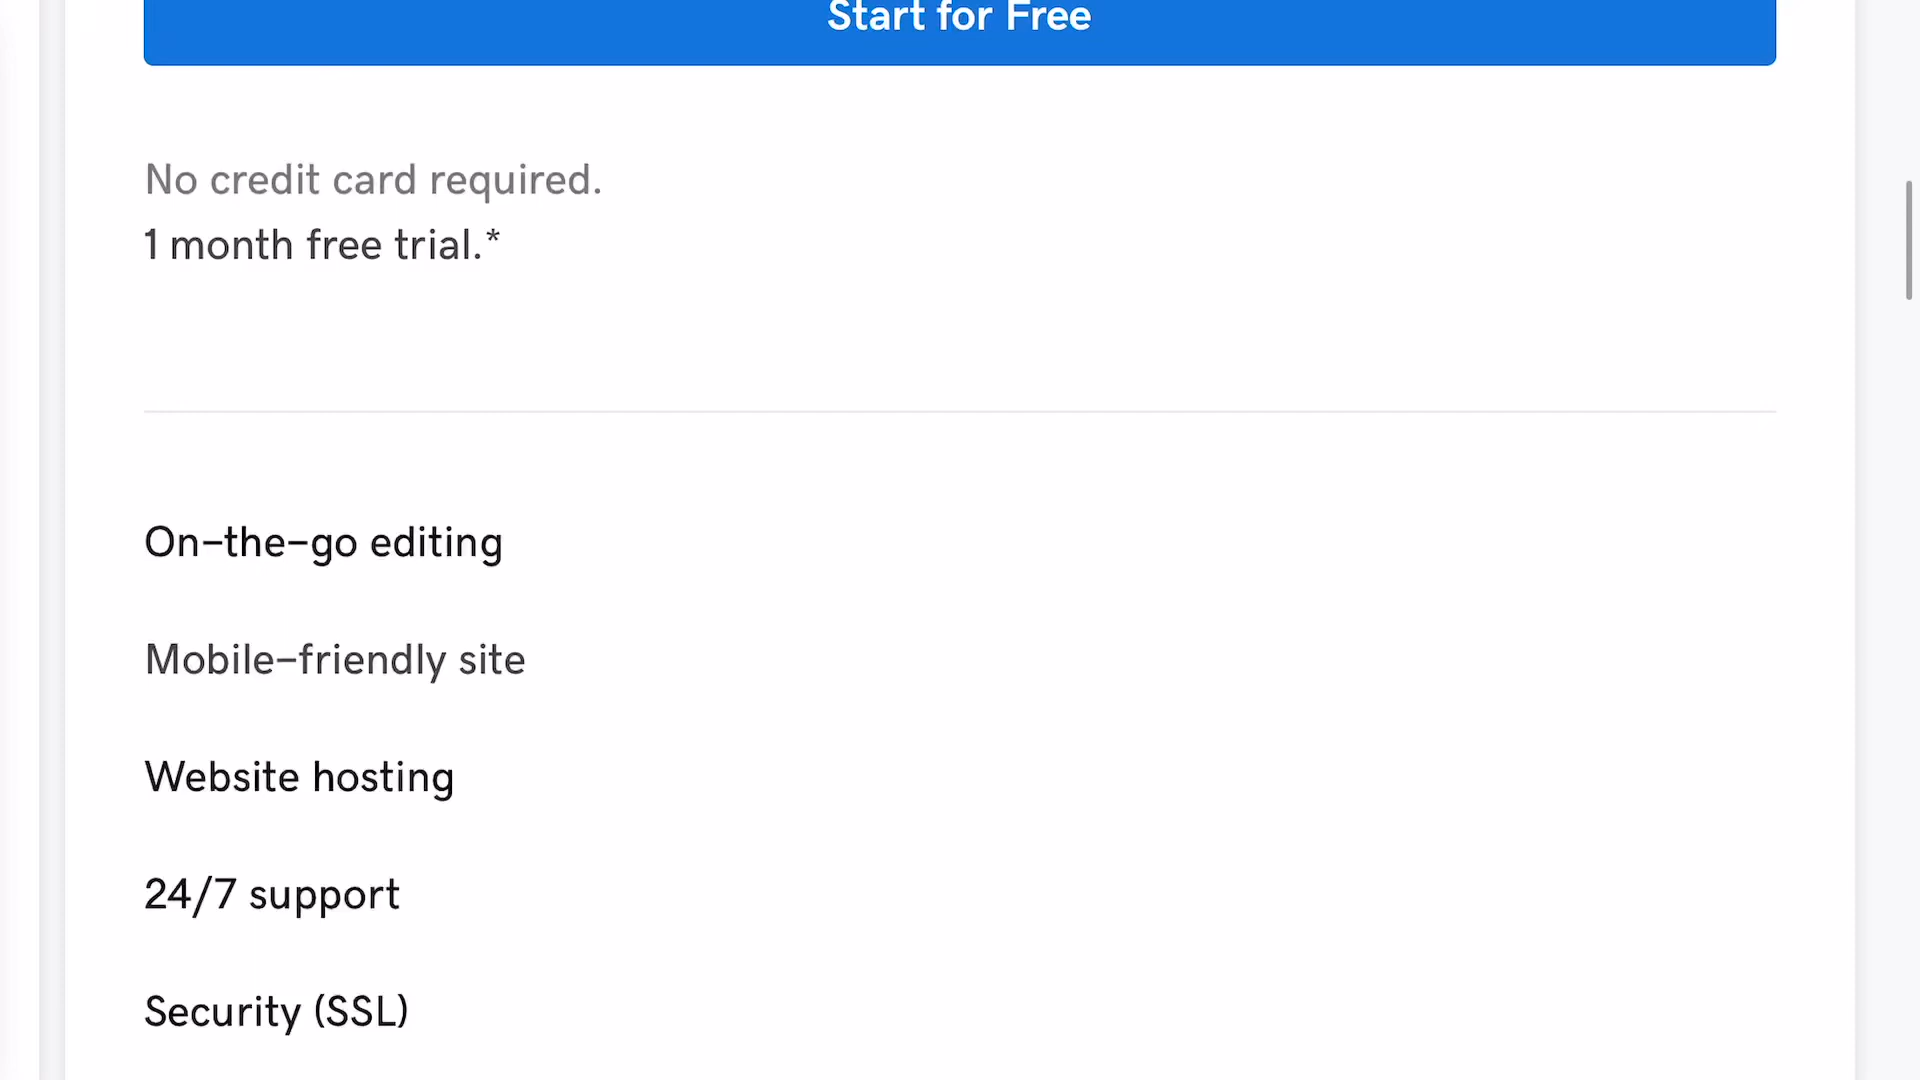 Start for Free
No credit card required.
1 month free trial.*
On-the-go editing
Mobile-friendly site
Website hosting
24/7 support
Security (SSL)